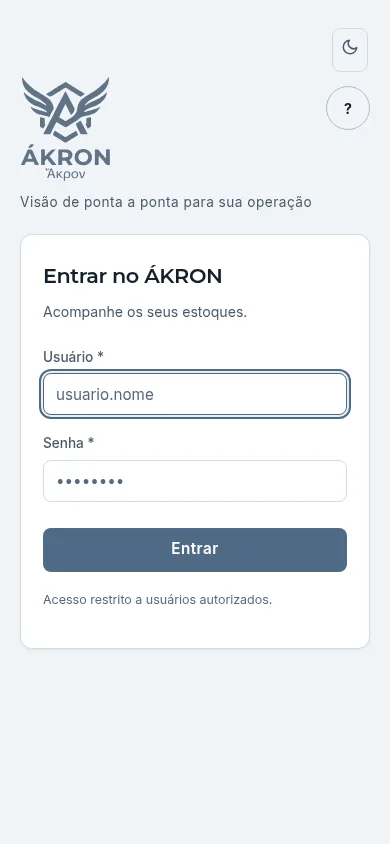 ?
ÁKRON
Ἄκρον
Visão de ponta a ponta para sua operação
Entrar no ÁKRON
Acompanhe os seus estoques.
Usuário *
usuario.nome
Senha *
••••••••
Entrar
Acesso restrito a usuários autorizados.